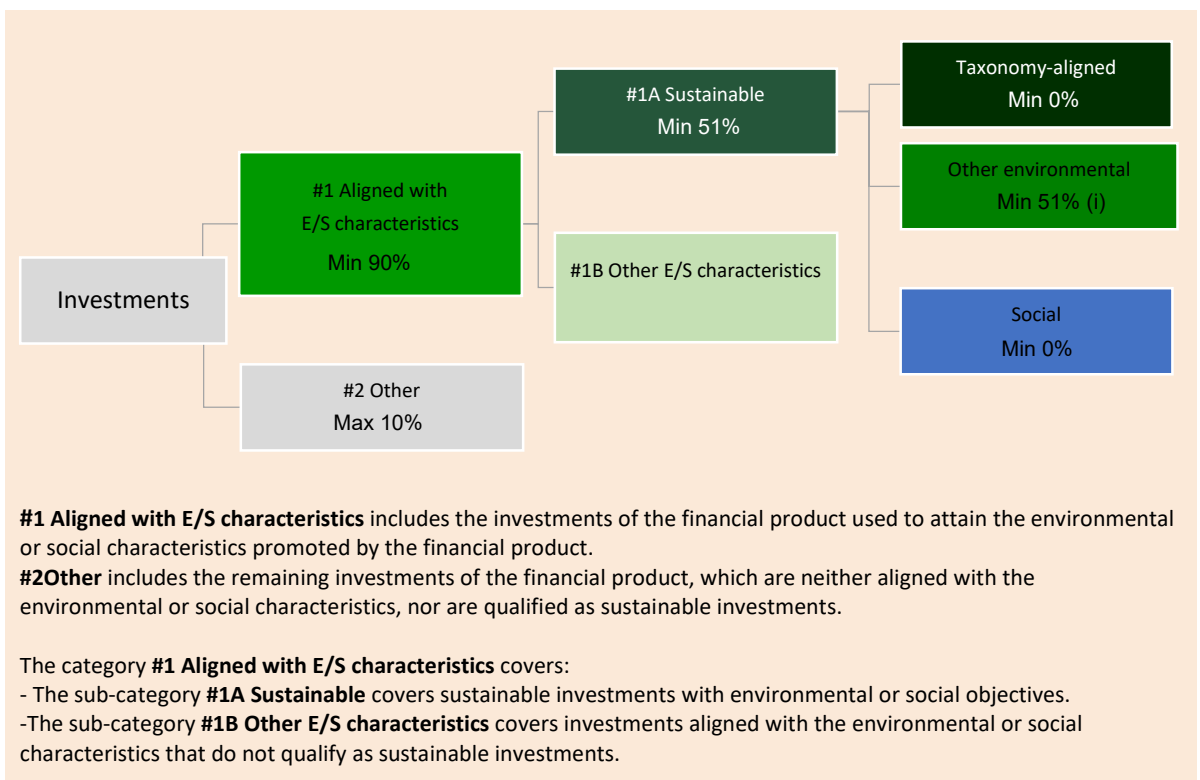 Investments
#1 Aligned with
E/S characteristics
Min 90%
#2 Other
Max 10%
#1A Sustainable
Min 51%
#1B Other E/S characteristics
Taxonomy-aligned
Min 0%
Other environmental
Min 51% (i)
Social
Min 0%
#1 Aligned with E/S characteristics includes the investments of the financial product used to attain the environmental
or social characteristics promoted by the financial product.
#2Other includes the remaining investments of the financial product, which are neither aligned with the
environmental or social characteristics, nor are qualified as sustainable investments.
The category #1 Aligned with E/S characteristics covers:
- The sub-category #1A Sustainable covers sustainable investments with environmental or social objectives.
-The sub-category #1B Other E/S characteristics covers investments aligned with the environmental or social
characteristics that do not qualify as sustainable investments.